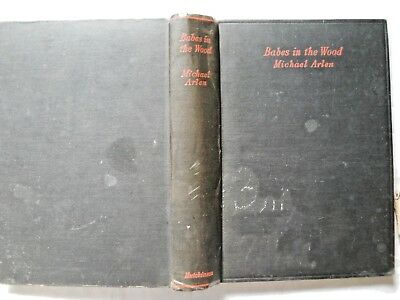 Babes in
the Wood
Michael
Arlen
Hutchinson
Babes in the Wood
Michael Arlen